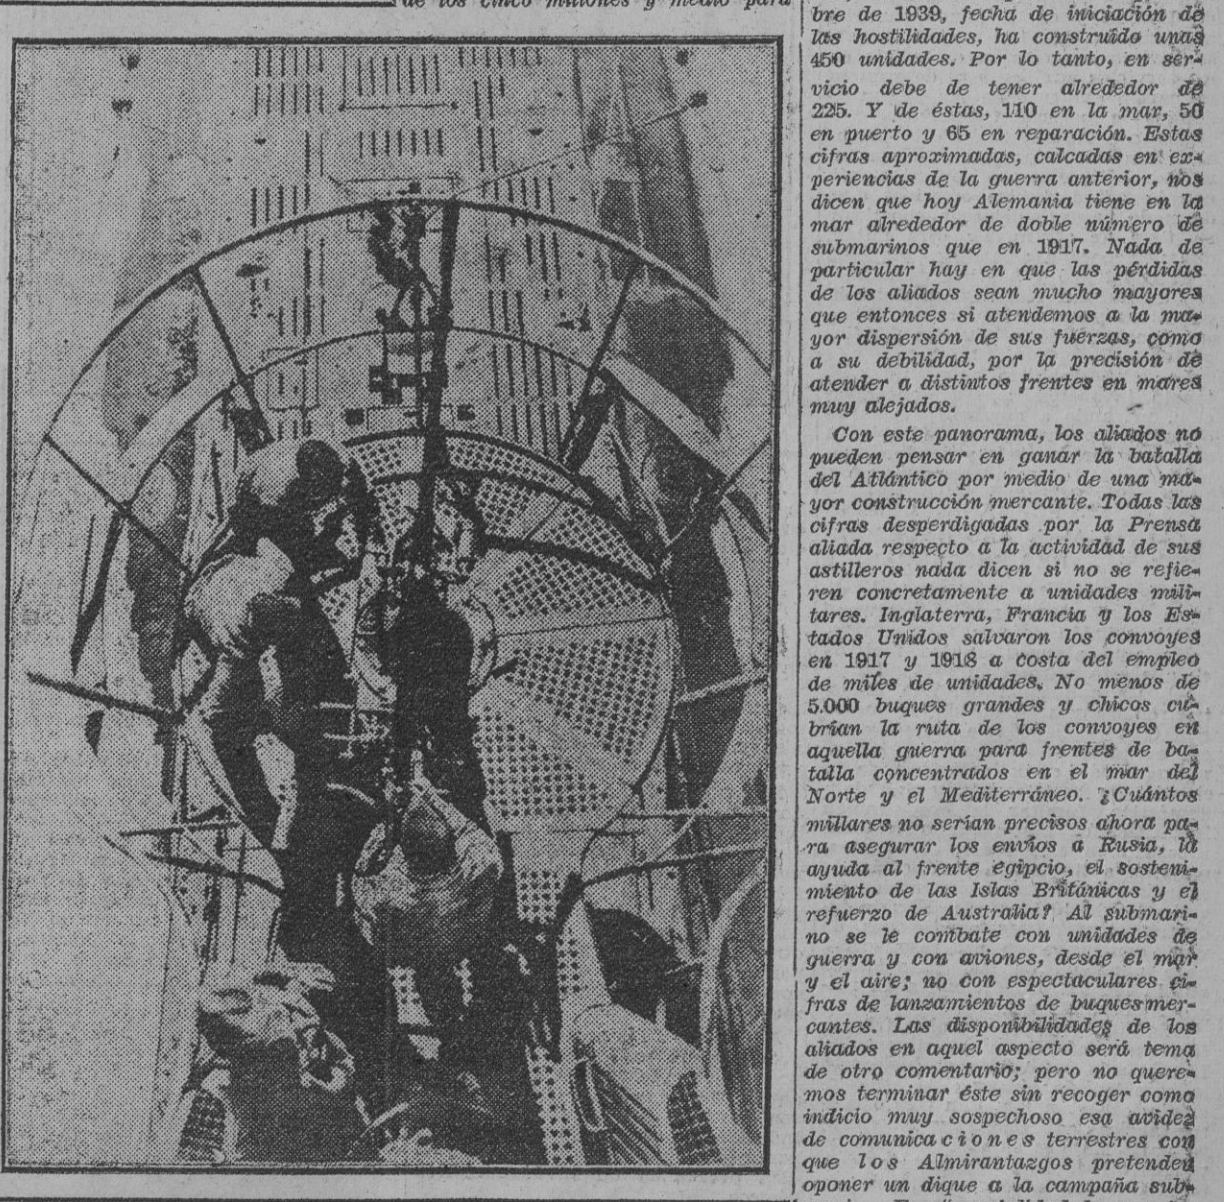 de los cinco millones y medio para
bre de 1939, fecha de iniciación de
las hostilidades, ha construído unas
450 unidades. Por lo tanto, en ser-
vicio debe de tener alrededor de
225. Y de éstas, 110 en la mar, 50
en puerto y 65 en reparación. Estas
cifras aproximadas, calcadas en ex-
periencias de la guerra anterior, nos
dicen que hoy Alemania tiene en la
mar alrededor de doble número de
submarinos que en 1917. Nada de
particular hay en que las pérdidas
de los aliados sean mucho mayores
que entonces si atendemos a la ma-
yor dispersión de sus fuerzas, como
a su debilidad, por la precisión de
atender a distintos frentes en mares
muy alejados.
Con este panorama, los aliados no
pueden pensar en ganar la batalla
del Atlántico por medio de una ma-
yor construcción mercante. Todas las
cifras desperdigadas por la Prensa
aliada respecto a la actividad de sus
astilleros nada dicen si no se refie-
ren concretamente a unidades mili-
tares. Inglaterra, Francia y los Es-
tados Unidos salvaron los convoyes
en 1917 y 1918 a costa del empleo
de miles de unidades. No menos de
5.000 buques grandes y chicos cu-
brían la ruta de los convoyes en
aquella guerra para frentes de ba-
talla concentrados en el mar del
Norte y el Mediterráneo. ¿Cuántos
millares no serían precisos ahora pa-
ra asegurar los envíos a Rusia, la
ayuda al frente egipcio, el sosteni-
miento de las Islas Británicas y el
refuerzo de Australia? Al submari-
no se le combate con unidades de
guerra y con aviones, desde el mar
y el aire; no con espectaculares ci-
fras de lanzamientos de buques mer-
cantes. Las disponibilidades de los
aliados en aquel aspecto será tema
de otro comentario; pero no quere-
mos terminar éste sin recoger como
indicio muy sospechoso esa avidez
de comunicaciones terrestres con
que los Almirantazgos pretenden
oponer un dique a la campaña sub-